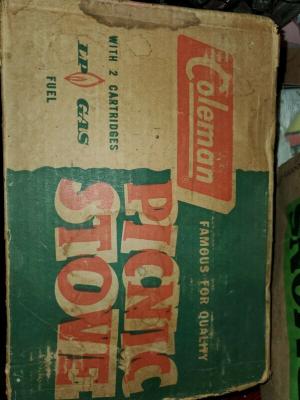 Coleman
FAMOUS FOR QUALITY
WITH 2 CARTRIDGES
LP GAS
FUEL
PICNIC
STOVE